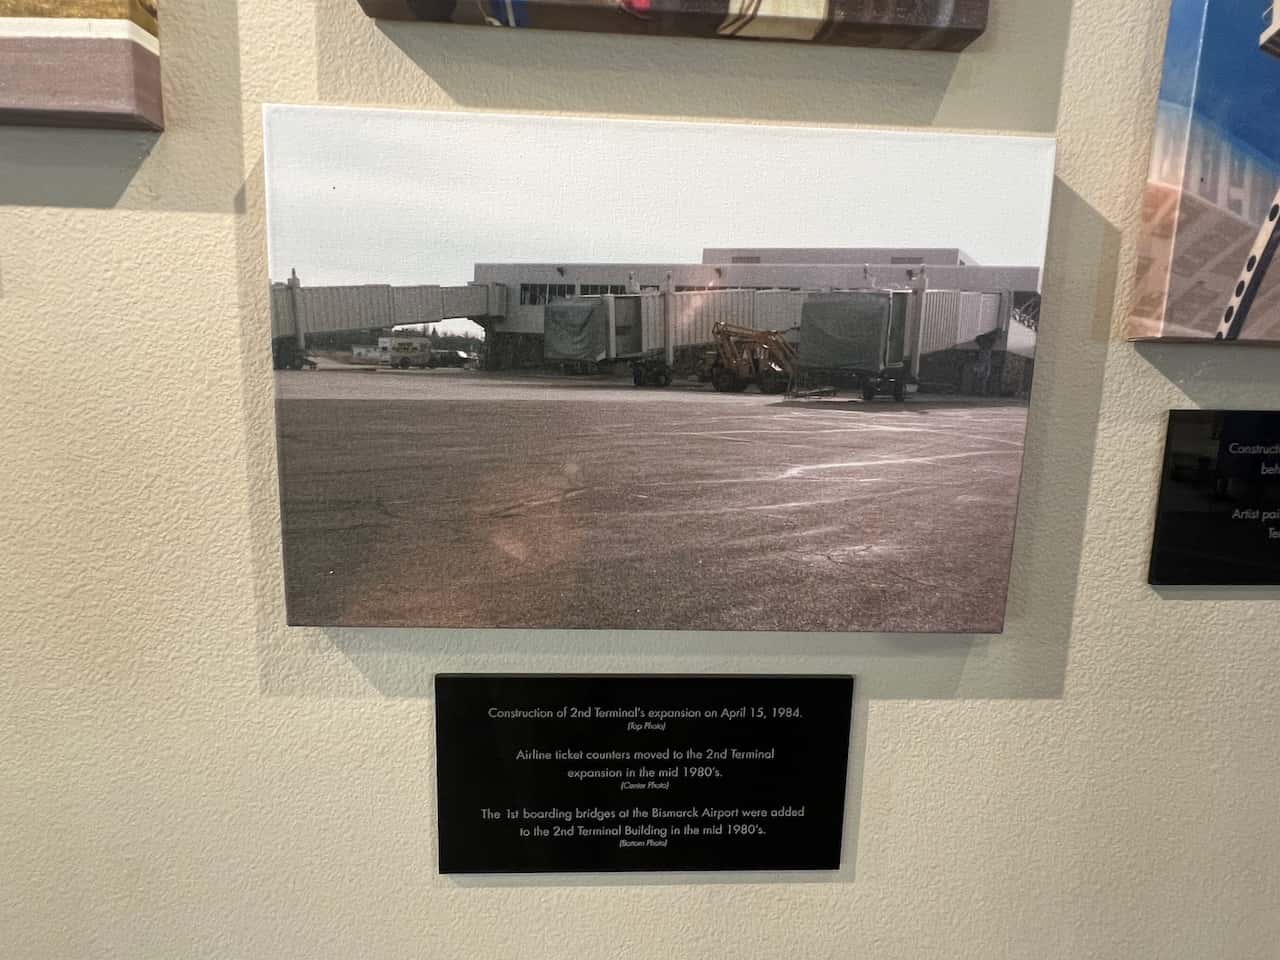 Construction of 2nd Terminal's expansion on April 15, 1984.
(Top Photo)
Airline ticket counters moved to the 2nd Terminal
expansion in the mid 1980's.
(Center Photo)
The 1st boarding bridges at the Bismarck Airport were added
to the 2nd Terminal Building in the mid 1980's.
(Bottom Photo)
Artist